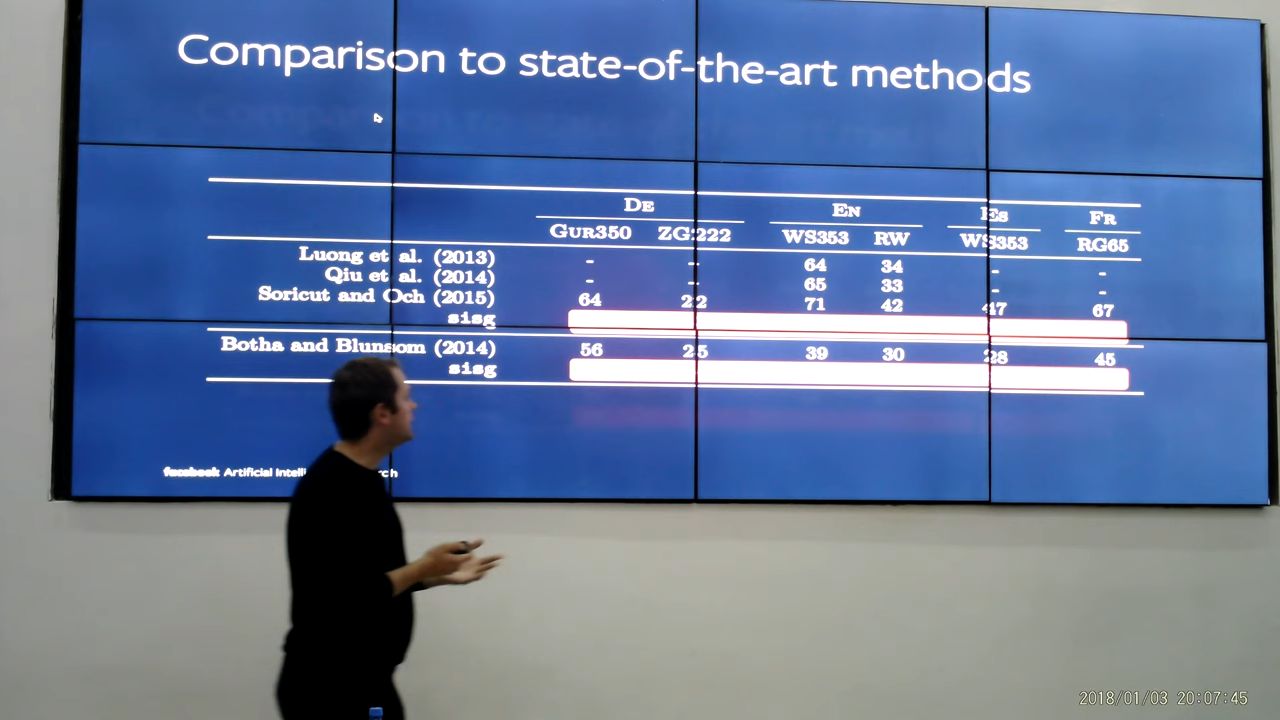 Comparison to state-of-the-art methods
De En Es Fr
Gur350 ZG222 WS353 RW WS353 RG65
Luong et al. (2013) - - 64 34 - -
Qiu et al. (2014) - - 65 33 - -
Soricut and Och (2015) 64 22 71 42 47 67
sisg
Botha and Blunsom (2014) 56 25 39 30 28 45
sisg
facebook Artificial
2018/01/03 20:07:45